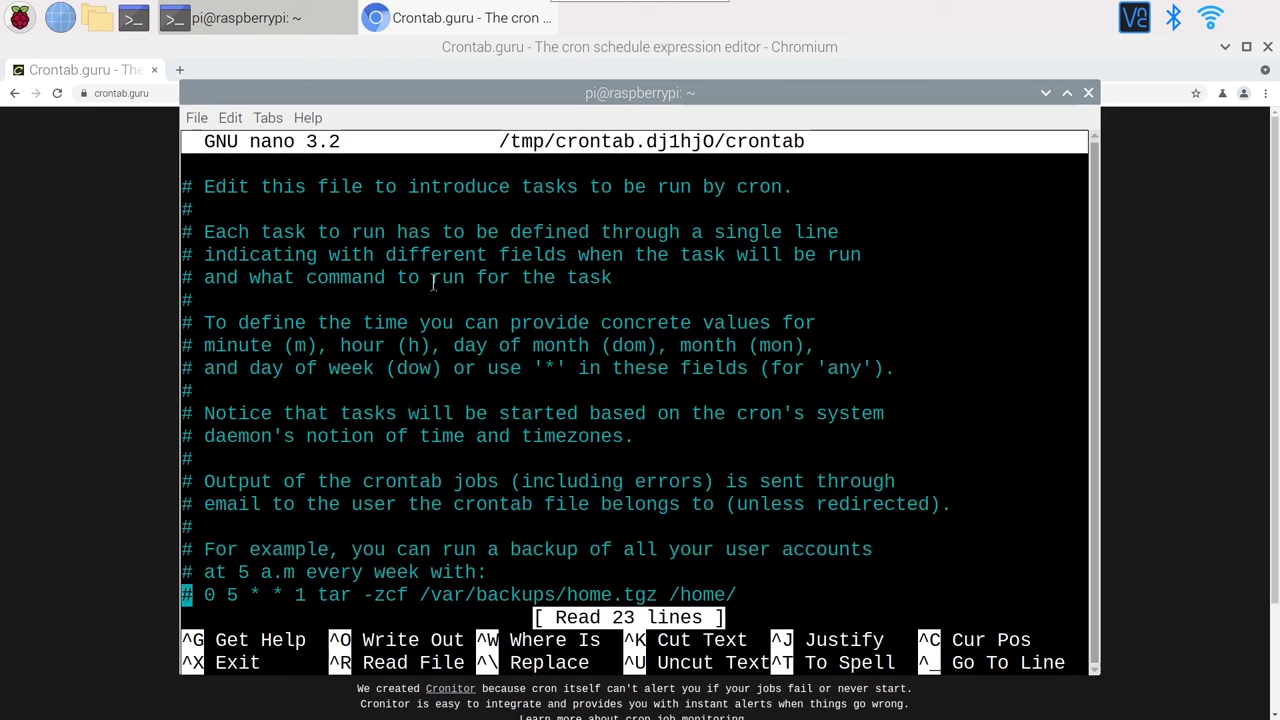 pi@raspberrypi: ~
Crontab.guru - The cron ...
Crontab.guru - The cron schedule expression editor - Chromium
Crontab.guru - The
crontab.guru
pi@raspberrypi: ~
File Edit Tabs Help
GNU nano 3.2 /tmp/crontab.dj1hjO/crontab
# Edit this file to introduce tasks to be run by cron.
#
# Each task to run has to be defined through a single line
# indicating with different fields when the task will be run
# and what command to run for the task
#
# To define the time you can provide concrete values for
# minute (m), hour (h), day of month (dom), month (mon),
# and day of week (dow) or use '*' in these fields (for 'any').
#
# Notice that tasks will be started based on the cron's system
# daemon's notion of time and timezones.
#
# Output of the crontab jobs (including errors) is sent through
# email to the user the crontab file belongs to (unless redirected).
#
# For example, you can run a backup of all your user accounts
# at 5 a.m every week with:
# 0 5 * * 1 tar -zcf /var/backups/home.tgz /home/
[ Read 23 lines ]
^G Get Help ^O Write Out ^W Where Is ^K Cut Text ^J Justify ^C Cur Pos
^X Exit ^R Read File ^\ Replace ^U Uncut Text ^T To Spell ^_ Go To Line
We created Cronitor because cron itself can't alert you if your jobs fail or never start.
Cronitor is easy to integrate and provides you with instant alerts when things go wrong.
Learn more about cron job monitoring.